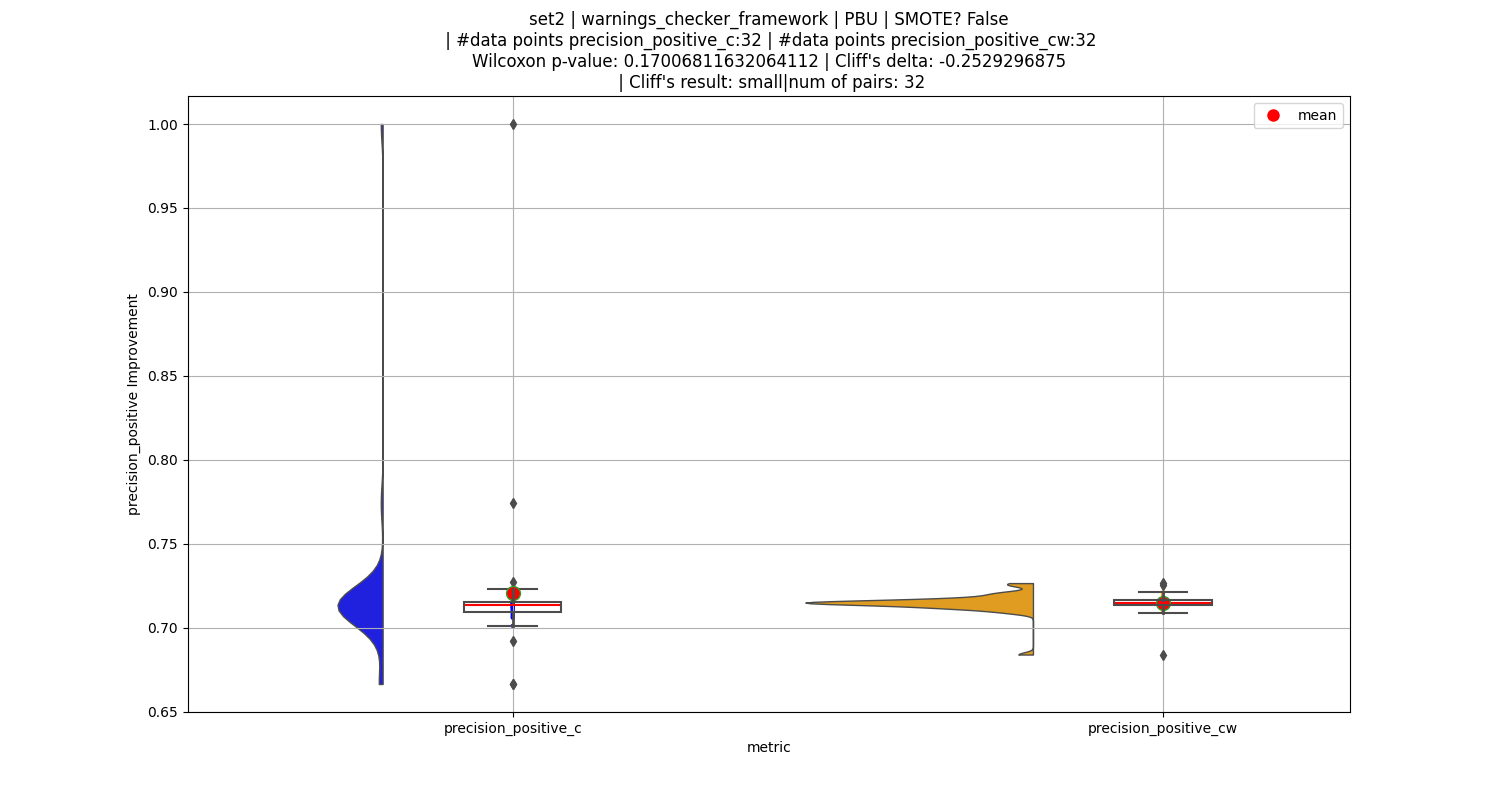 set2 | warnings_checker_framework | PBU | SMOTE? False
| #data points precision_positive_c:32 | #data points precision_positive_cw:32
Wilcoxon p-value: 0.17006811632064112 | Cliff's delta: -0.2529296875
| Cliff's result: small|num of pairs: 32
mean
1.00
0.95
0.90
0.85
0.80
0.75
0.70
0.65
precision_positive Improvement
precision_positive_c
precision_positive_cw
metric